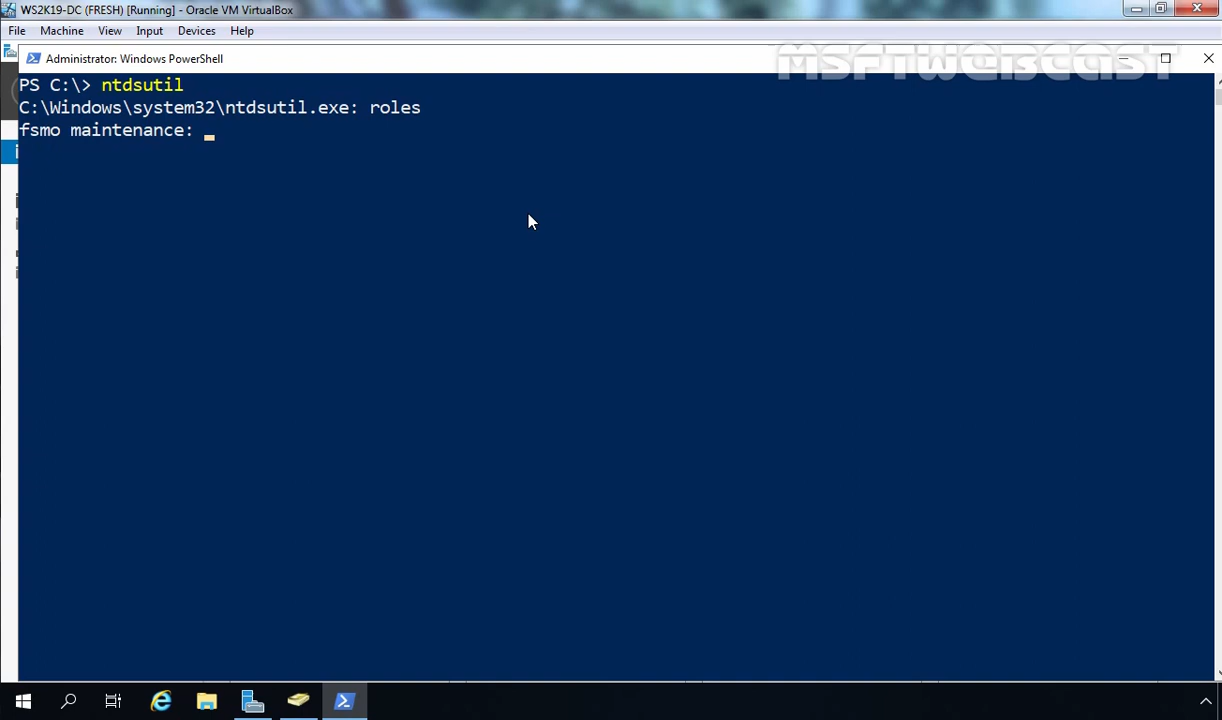 WS2K19-DC (FRESH) [Running] - Oracle VM VirtualBox
File Machine View Input Devices Help
Administrator: Windows PowerShell
MSFTWEBCAST
PS C:\> ntdsutil
C:\Windows\system32\ntdsutil.exe: roles
fsmo maintenance: